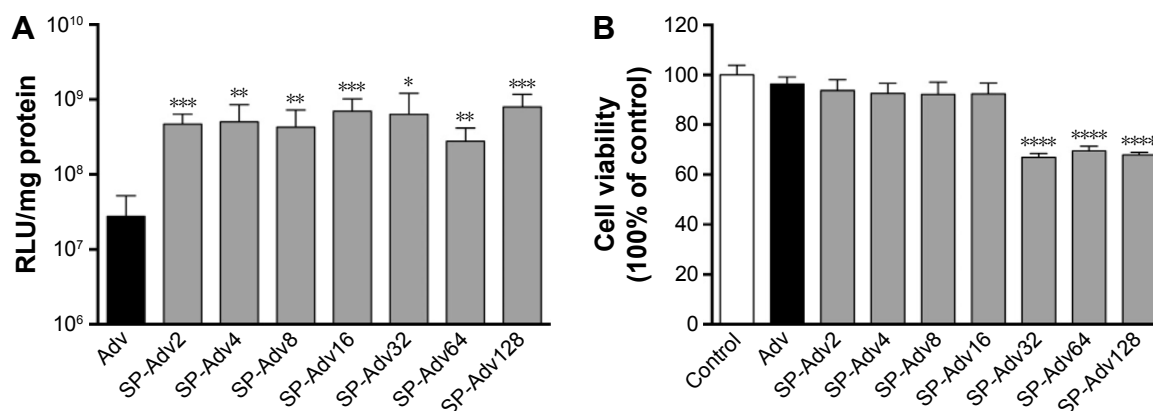 A
RLU/mg protein
10¹⁰
10⁹
10⁸
10⁷
10⁶
***
**
**
***
*
**
***
Adv
SP-Adv2
SP-Adv4
SP-Adv8
SP-Adv16
SP-Adv32
SP-Adv64
SP-Adv128
B
Cell viability
(100% of control)
120
100
80
60
40
20
0
****
****
****
Control
Adv
SP-Adv2
SP-Adv4
SP-Adv8
SP-Adv16
SP-Adv32
SP-Adv64
SP-Adv128